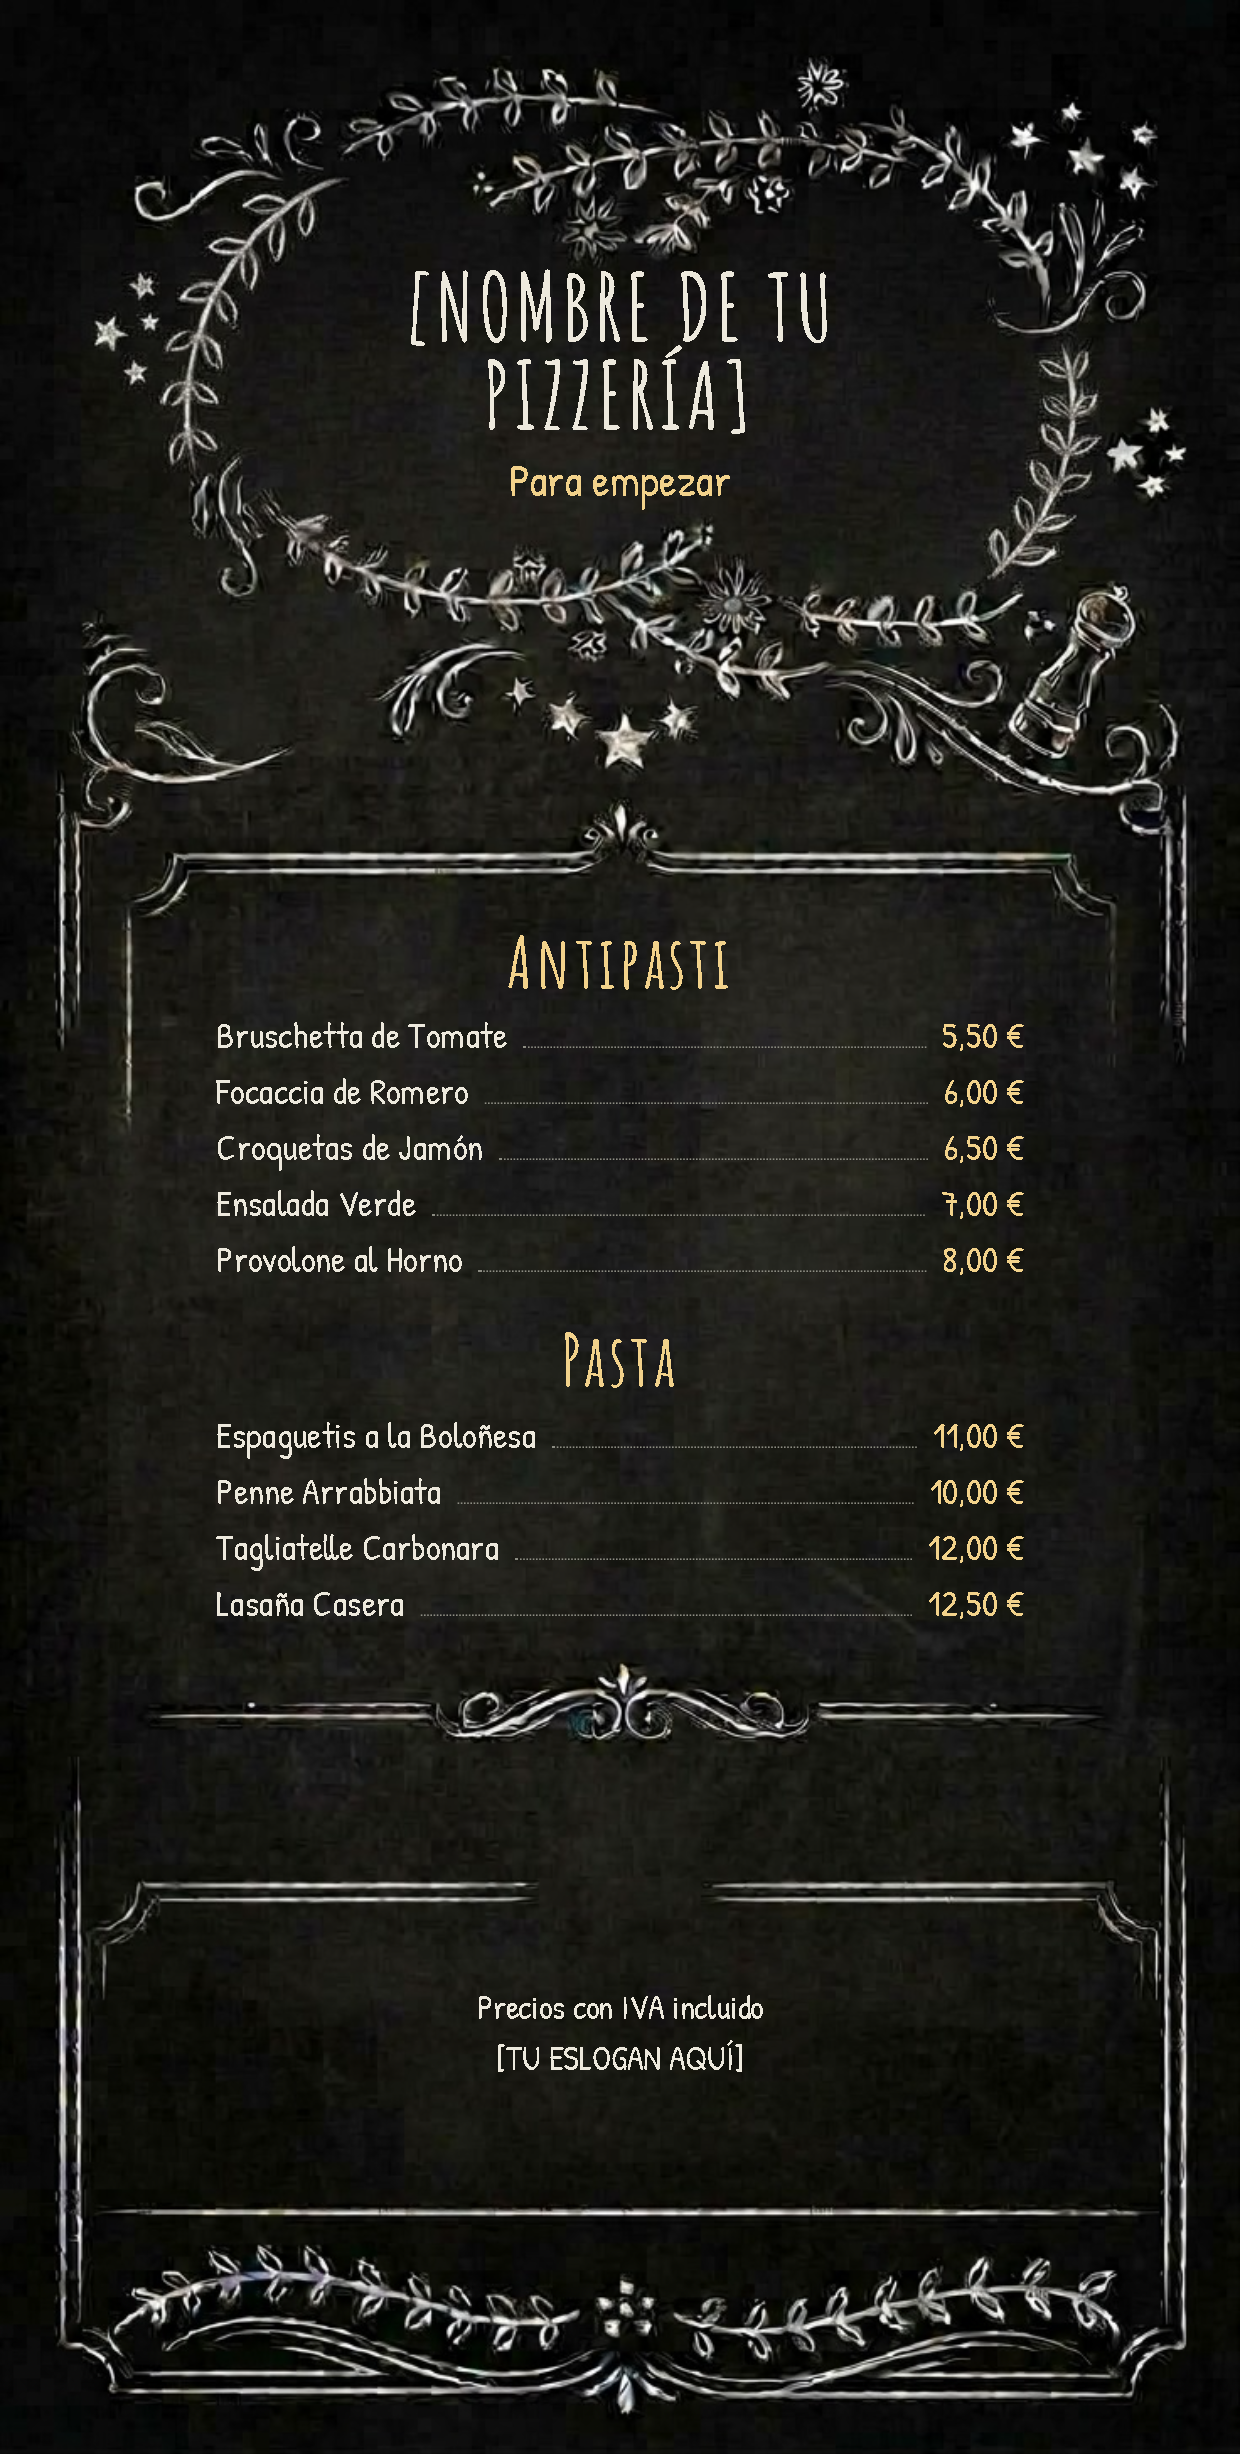 [NOMBRE DE TU
PIZZERÍA]
Para empezar
ANTIPASTI
Bruschetta de Tomate 5,50 €
Focaccia de Romero 6,00 €
Croquetas de Jamón 6,50 €
Ensalada Verde 7,00 €
Provolone al Horno 8,00 €
PASTA
Espaguetis a la Boloñesa 11,00 €
Penne Arrabbiata 10,00 €
Tagliatelle Carbonara 12,00 €
Lasaña Casera 12,50 €
Precios con IVA incluido
[TU ESLOGAN AQUÍ]